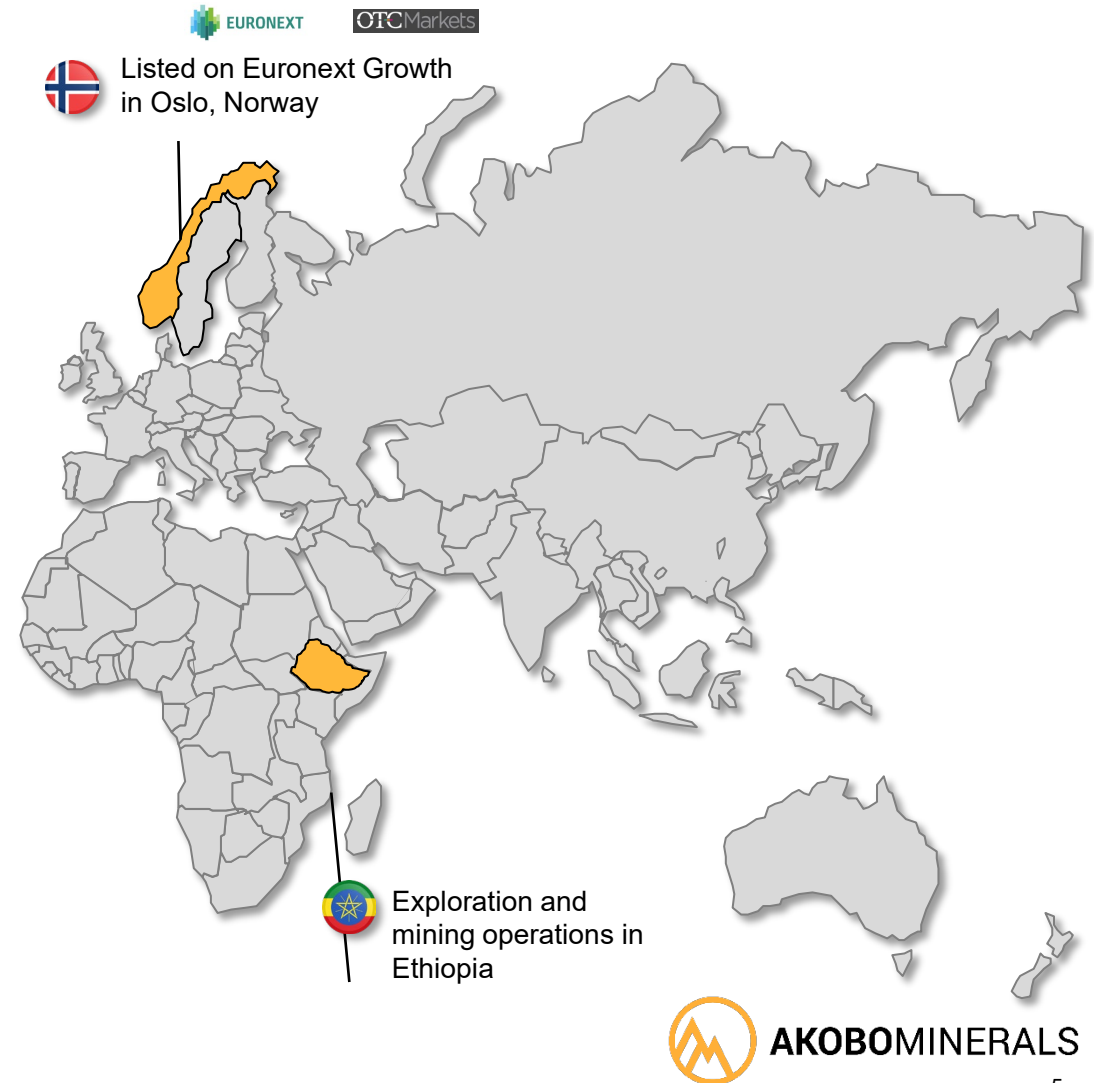 EURONEXT OTCMarkets
Listed on Euronext Growth
in Oslo, Norway
Exploration and
mining operations in
Ethiopia
AKOBOMINERALS